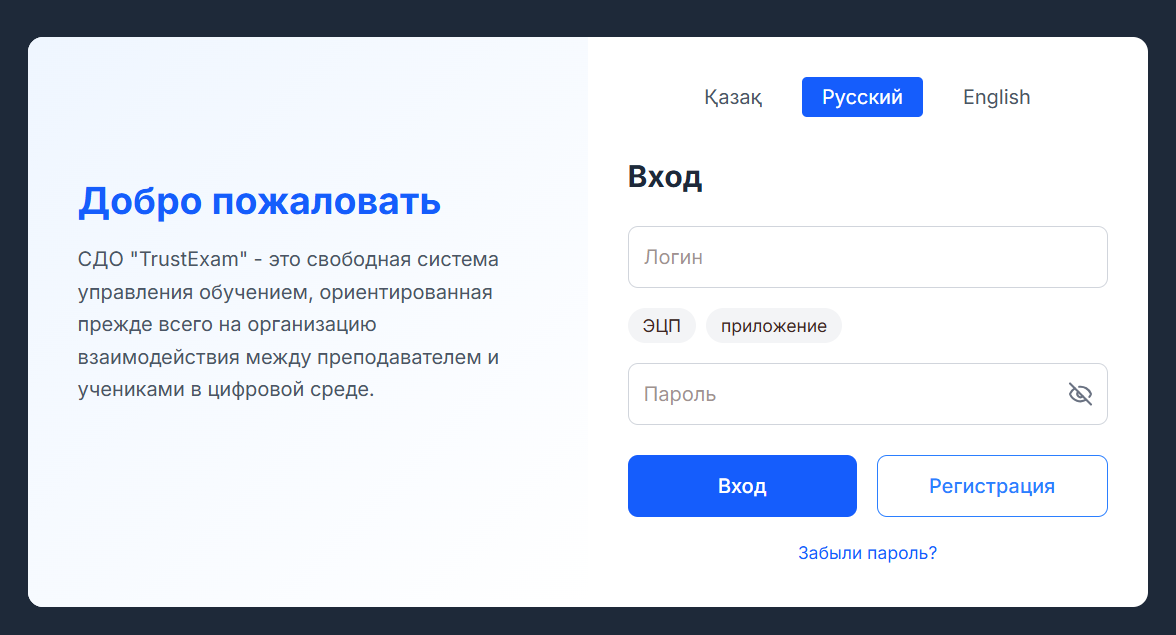 Добро пожаловать
СДО "TrustExam" - это свободная система
управления обучением, ориентированная
прежде всего на организацию
взаимодействия между преподавателем и
учениками в цифровой среде.
Қазақ Русский English
Вход
Логин
ЭЦП приложение
Пароль
Вход Регистрация
Забыли пароль?